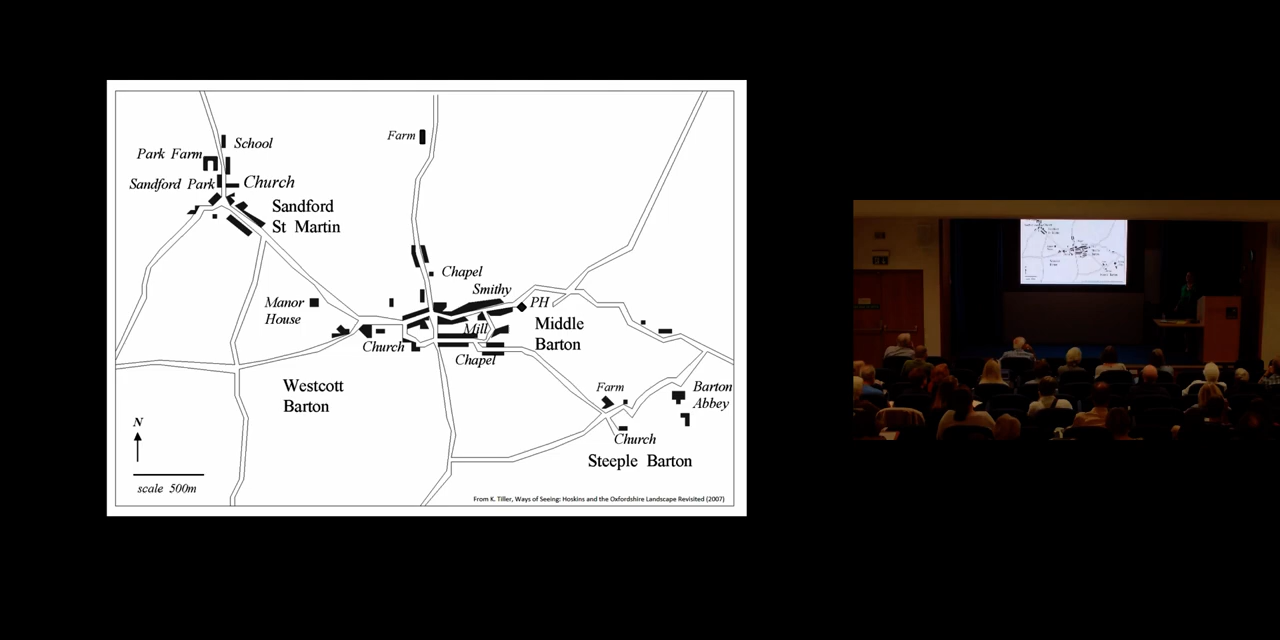 School
Farm
Park Farm
Sandford Park
Church
Sandford
St Martin
Chapel
Smithy
PH
Manor
House
Middle
Barton
Mill
Church
Chapel
Westcott
Barton
Farm
Barton
Abbey
N
Church
Steeple Barton
scale 500m
From K. Tiller, Ways of Seeing: Hoskins and the Oxfordshire Landscape Revisited (2007)